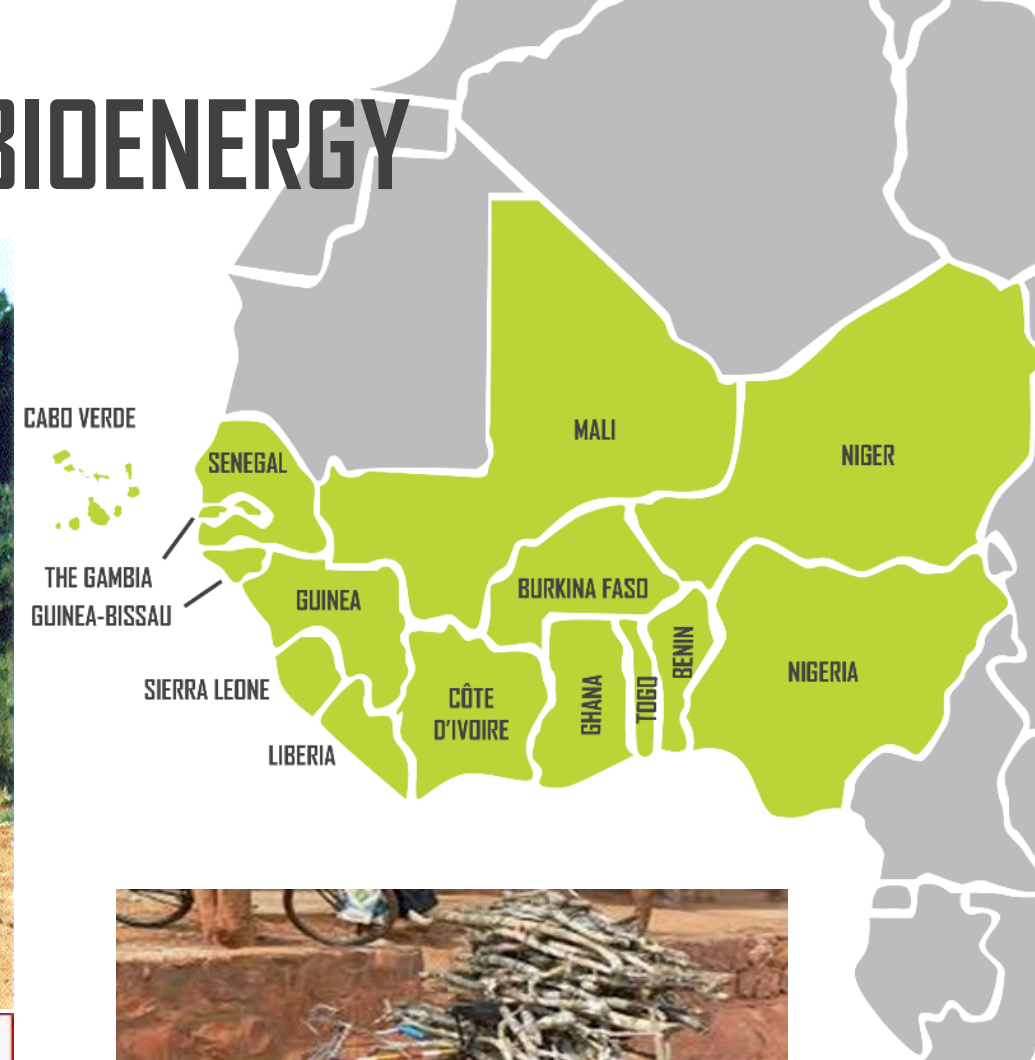 BIOENERGY
CABO VERDE
MALI
NIGER
SENEGAL
THE GAMBIA
GUINEA-BISSAU
GUINEA
BURKINA FASO
BENIN
NIGERIA
SIERRA LEONE
CÔTE
D'IVOIRE
GHANA
TOGO
LIBERIA